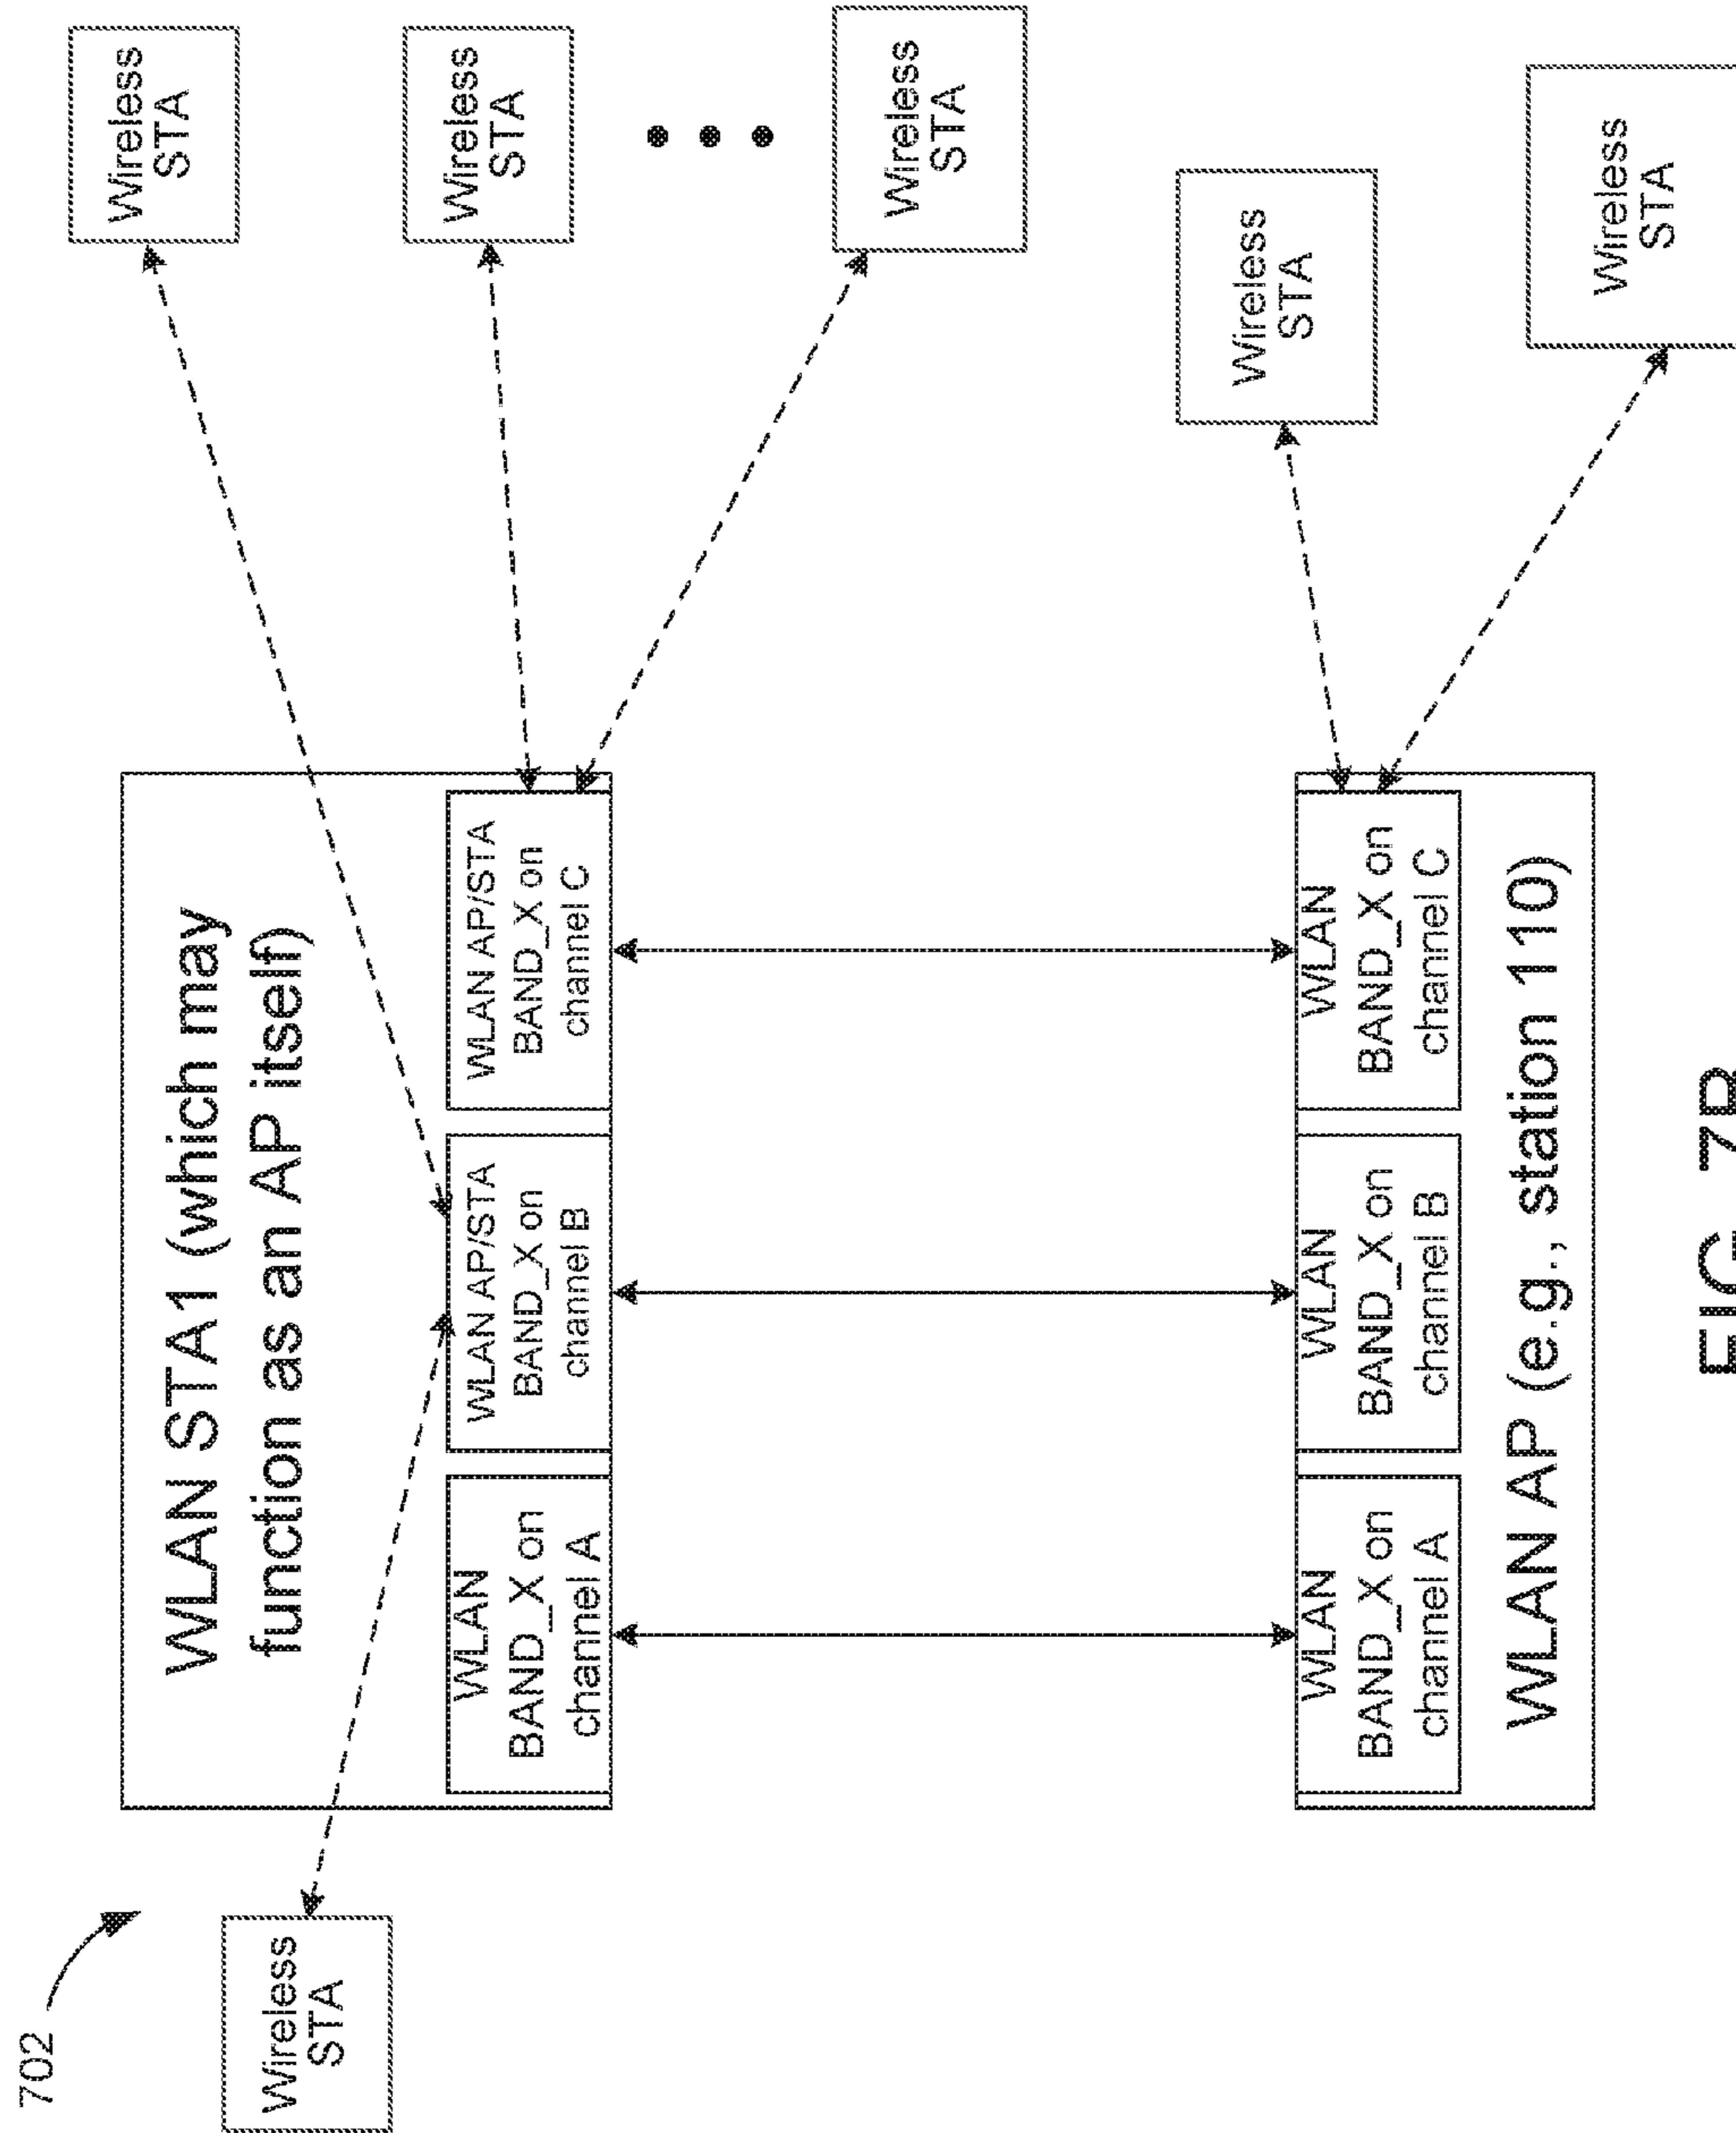 702
Wireless
STA
WLAN STA1 (which may
function as an AP itself)
WLAN
BAND_X on
channel A
WLAN AP/STA
BAND_X on
channel B
WLAN AP/STA
BAND_X on
channel C
Wireless
STA
Wireless
STA
Wireless
STA
WLAN
BAND_X on
channel A
WLAN
BAND_X on
channel B
WLAN
BAND_X on
channel C
WLAN AP (e.g., station 110)
Wireless
STA
Wireless
STA
FIG. 7B